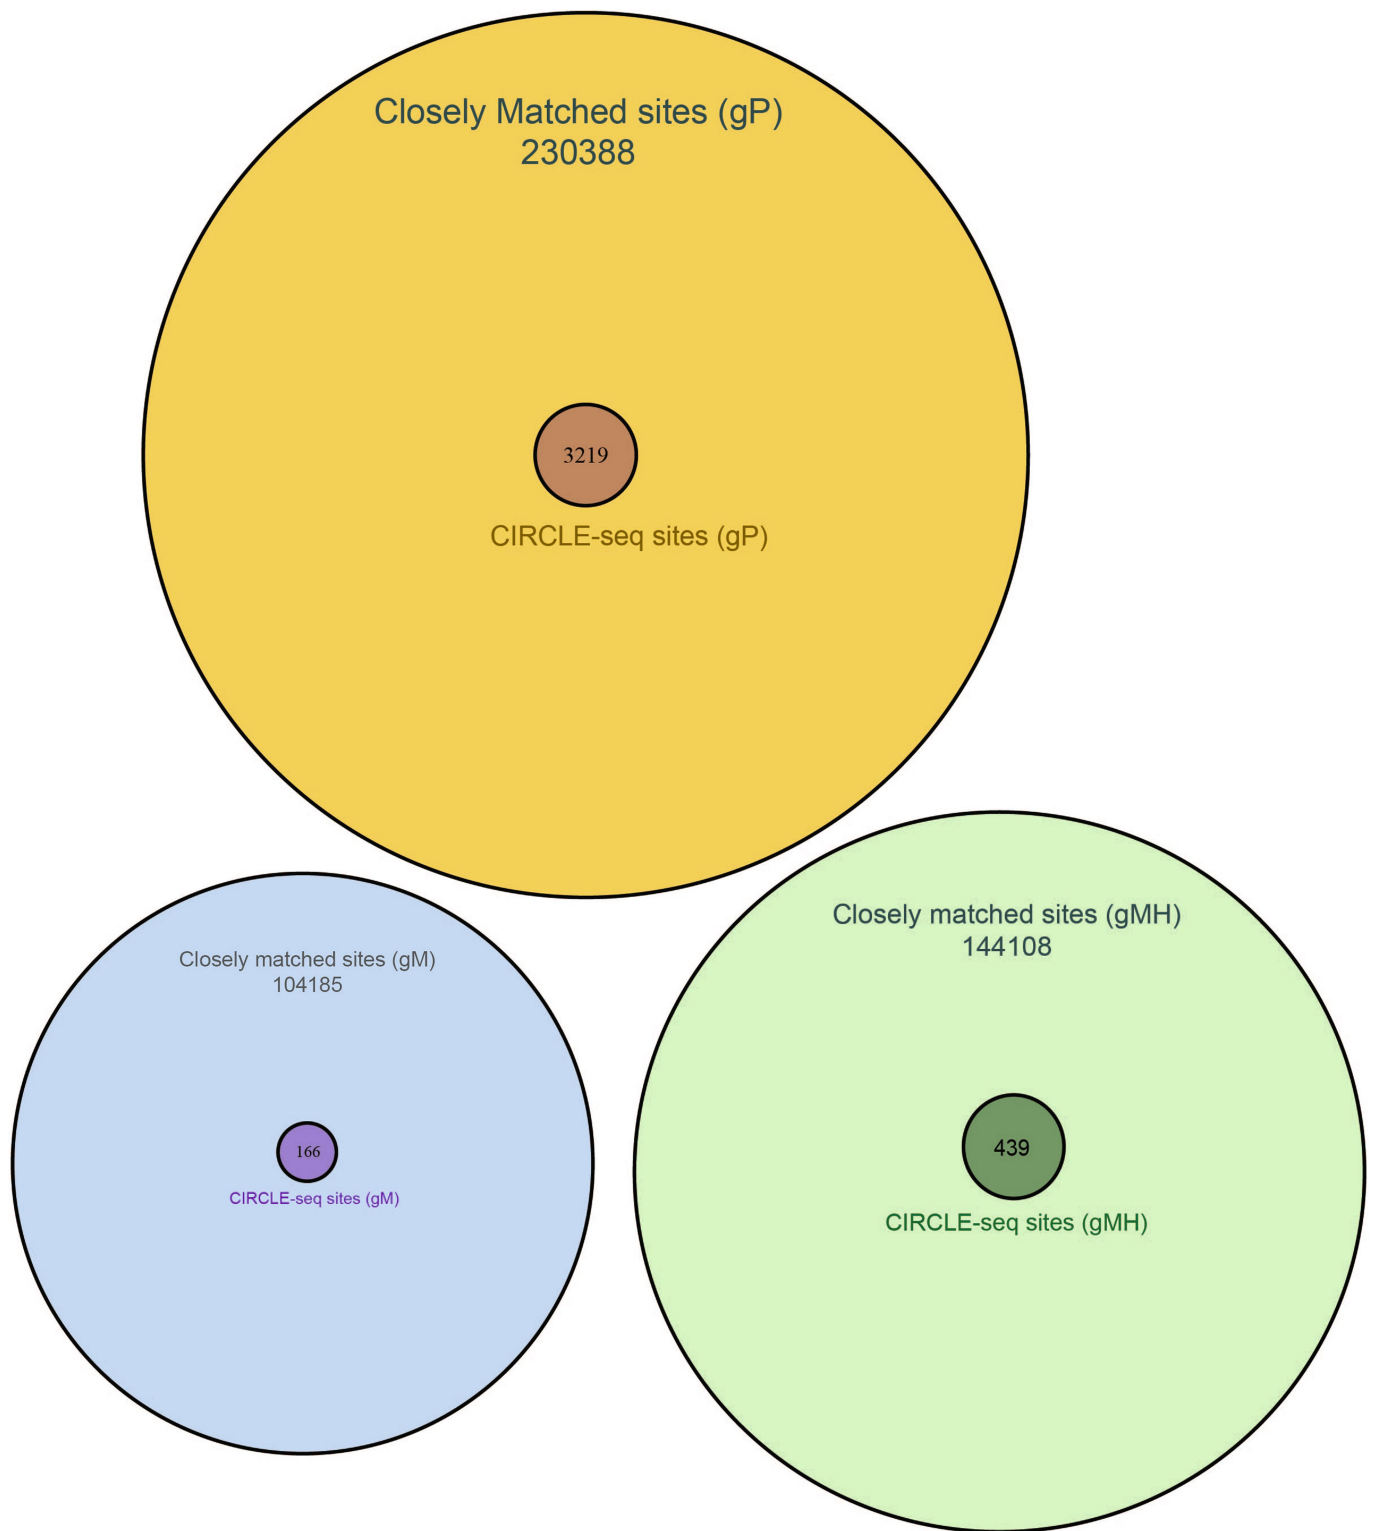 Closely Matched sites (gP)
230388
3219
CIRCLE-seq sites (gP)
Closely matched sites (gM)
104185
166
CIRCLE-seq sites (gM)
Closely matched sites (gMH)
144108
439
CIRCLE-seq sites (gMH)